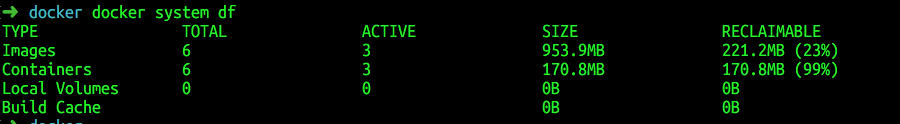 ➜ docker docker system df
TYPE TOTAL ACTIVE SIZE RECLAIMABLE
Images 6 3 953.9MB 221.2MB (23%)
Containers 6 3 170.8MB 170.8MB (99%)
Local Volumes 0 0 0B 0B
Build Cache 0B 0B
➜ docker